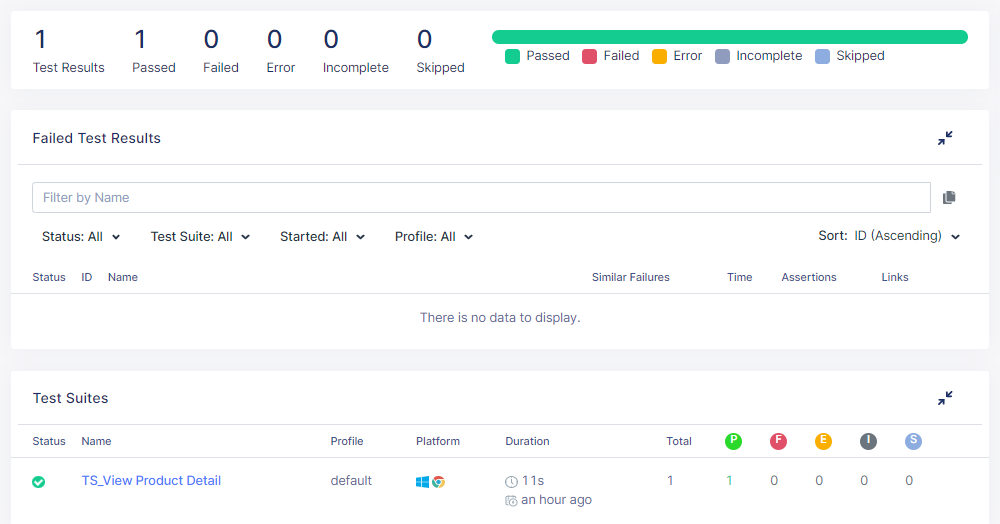 1 1 0 0 0 0
Test Results Passed Failed Error Incomplete Skipped
Passed Failed Error Incomplete Skipped
Failed Test Results
Filter by Name
Status: All Test Suite: All Started: All Profile: All Sort: ID (Ascending)
Status ID Name Similar Failures Time Assertions Links
There is no data to display.
Test Suites
Status Name Profile Platform Duration Total P F E I S
TS_View Product Detail default 11s 1 1 0 0 0 0
an hour ago